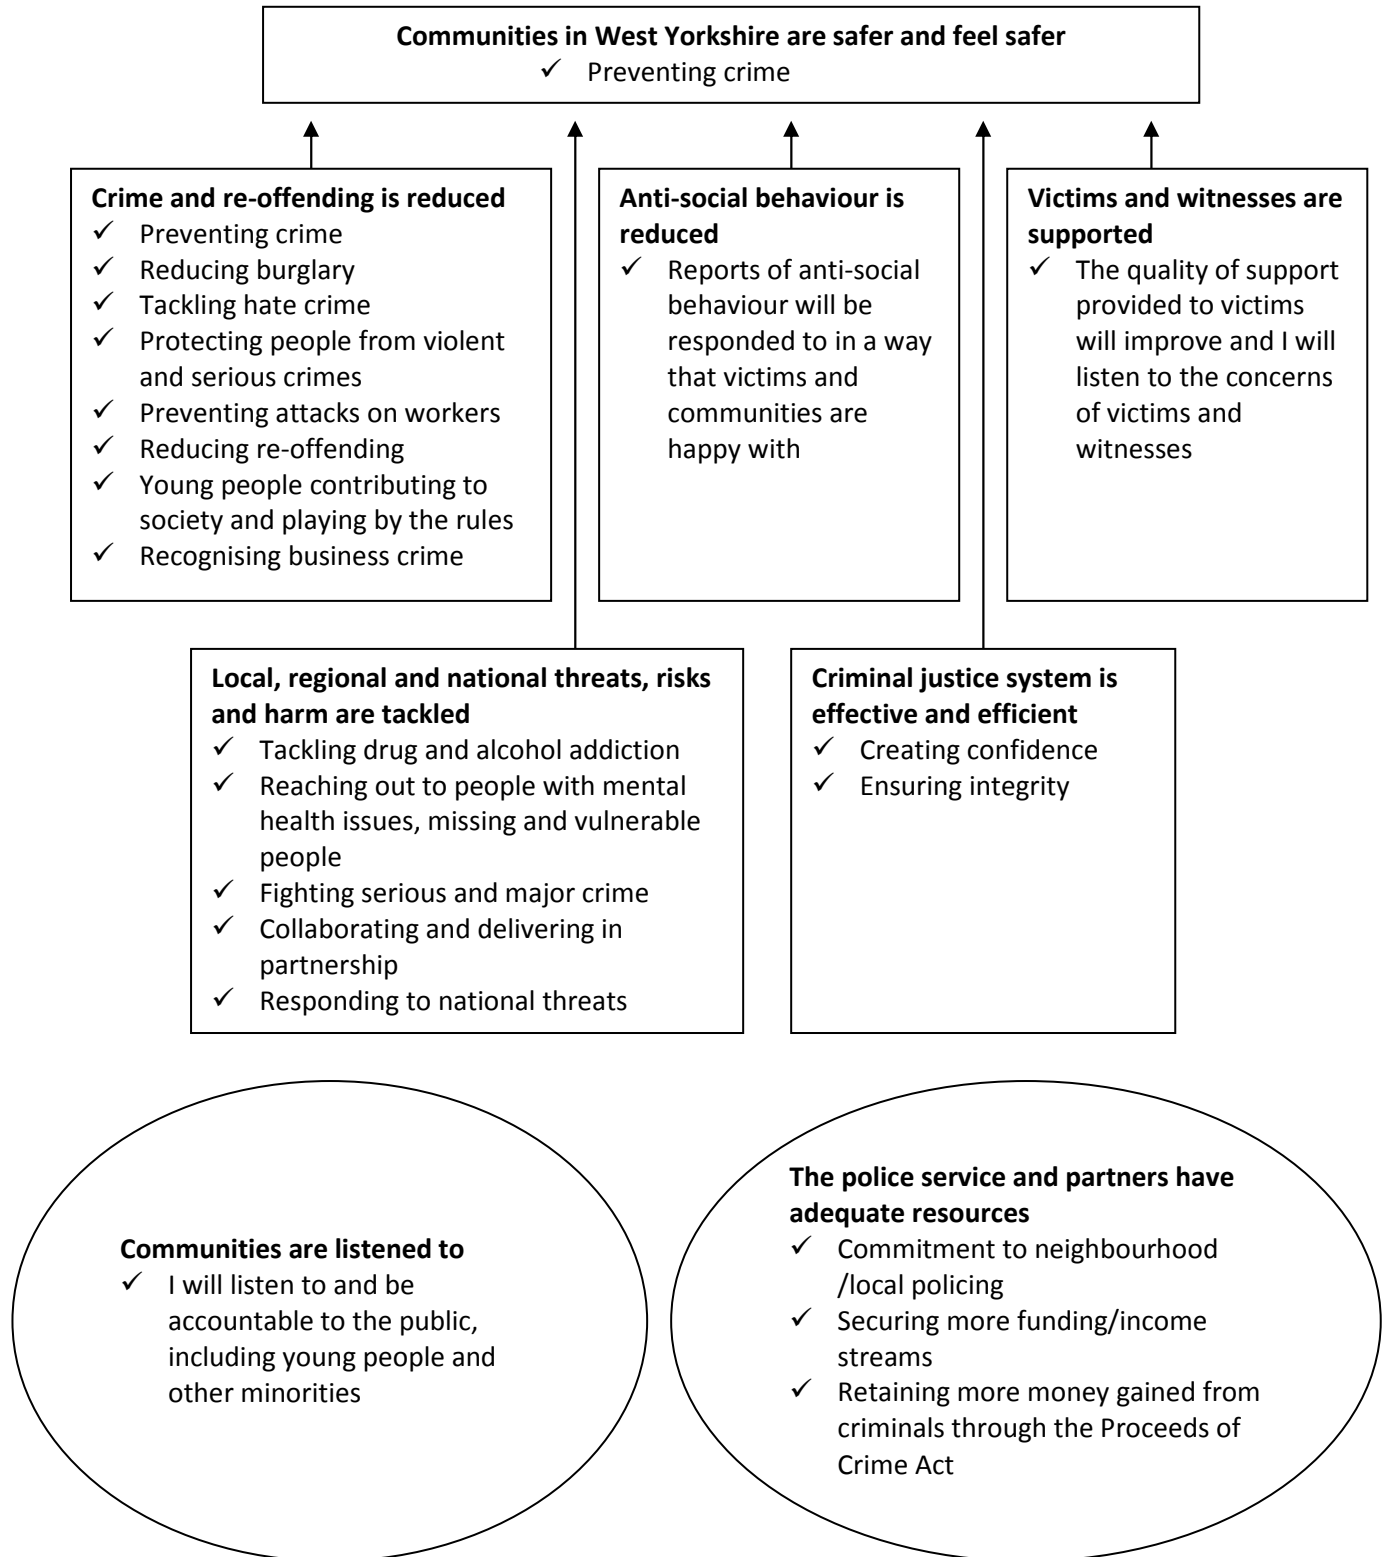 Communities in West Yorkshire are safer and feel safer
✓ Preventing crime
Crime and re-offending is reduced
✓ Preventing crime
✓ Reducing burglary
✓ Tackling hate crime
✓ Protecting people from violent
and serious crimes
✓ Preventing attacks on workers
✓ Reducing re-offending
✓ Young people contributing to
society and playing by the rules
✓ Recognising business crime
Anti-social behaviour is
reduced
✓ Reports of anti-social
behaviour will be
responded to in a way
that victims and
communities are
happy with
Victims and witnesses are
supported
✓ The quality of support
provided to victims
will improve and I will
listen to the concerns
of victims and
witnesses
Local, regional and national threats, risks
and harm are tackled
✓ Tackling drug and alcohol addiction
✓ Reaching out to people with mental
health issues, missing and vulnerable
people
✓ Fighting serious and major crime
✓ Collaborating and delivering in
partnership
✓ Responding to national threats
Criminal justice system is
effective and efficient
✓ Creating confidence
✓ Ensuring integrity
Communities are listened to
✓ I will listen to and be
accountable to the public,
including young people and
other minorities
The police service and partners have
adequate resources
✓ Commitment to neighbourhood
/local policing
✓ Securing more funding/income
streams
✓ Retaining more money gained from
criminals through the Proceeds of
Crime Act